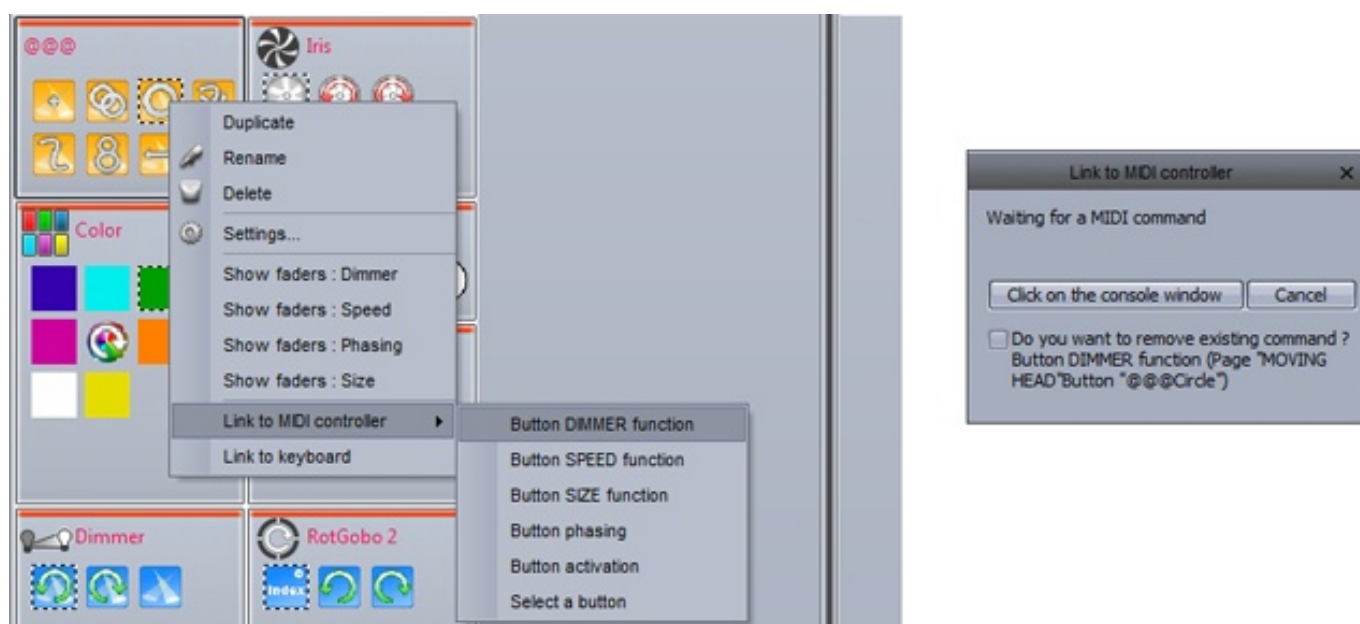 @@@
Iris
Duplicate
Rename
Delete
Color
Settings...
Show faders : Dimmer
Show faders : Speed
Show faders : Phasing
Show faders : Size
Link to MIDI controller
Link to keyboard
Button DIMMER function
Button SPEED function
Button SIZE function
Button phasing
Button activation
Select a button
Dimmer
RotGobo 2
Index
Link to MIDI controller
Waiting for a MIDI command
Click on the console window
Cancel
Do you want to remove existing command ?
Button DIMMER function (Page "MOVING
HEAD"Button "@@@Circle")